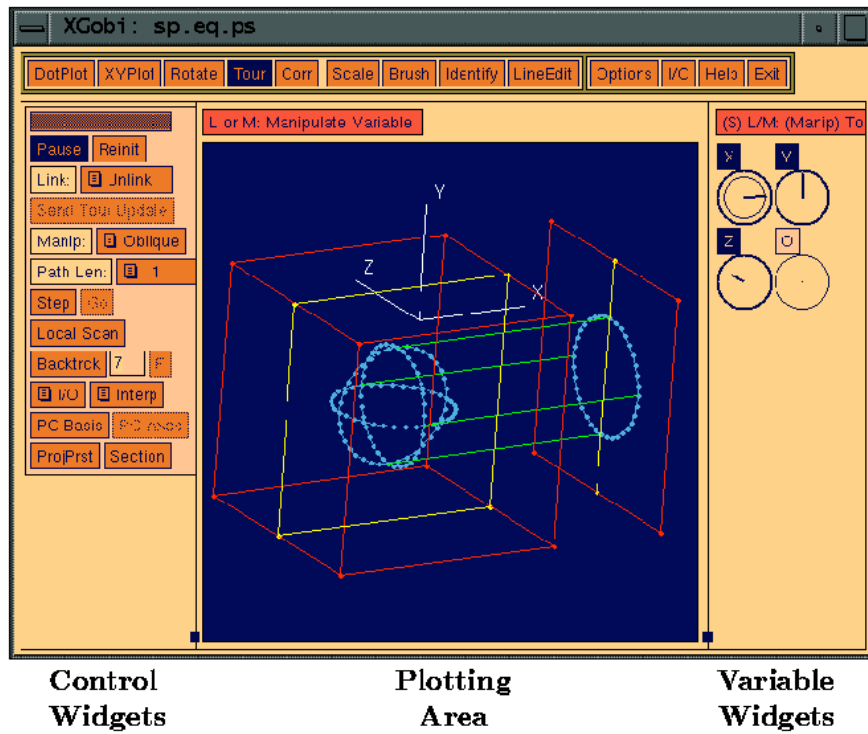 XGobi: sp.eq.ps
DotPlot XYPlot Rotate Tour Corr Scale Brush Identify LineEdit Options I/C Help Exit
L or M: Manipulate Variable
(S) L/M: (Manip) To
Pause Reinit
Link: Unlink
Send Tour Update
Manip: Oblique
Path Len: 1
Step Go
Local Scan
Backtrck 7 F
I/O Interp
PC Basis PC Axes
ProjPrst Section
X Y
Z O
Y
Z
X
Control Widgets
Plotting Area
Variable Widgets